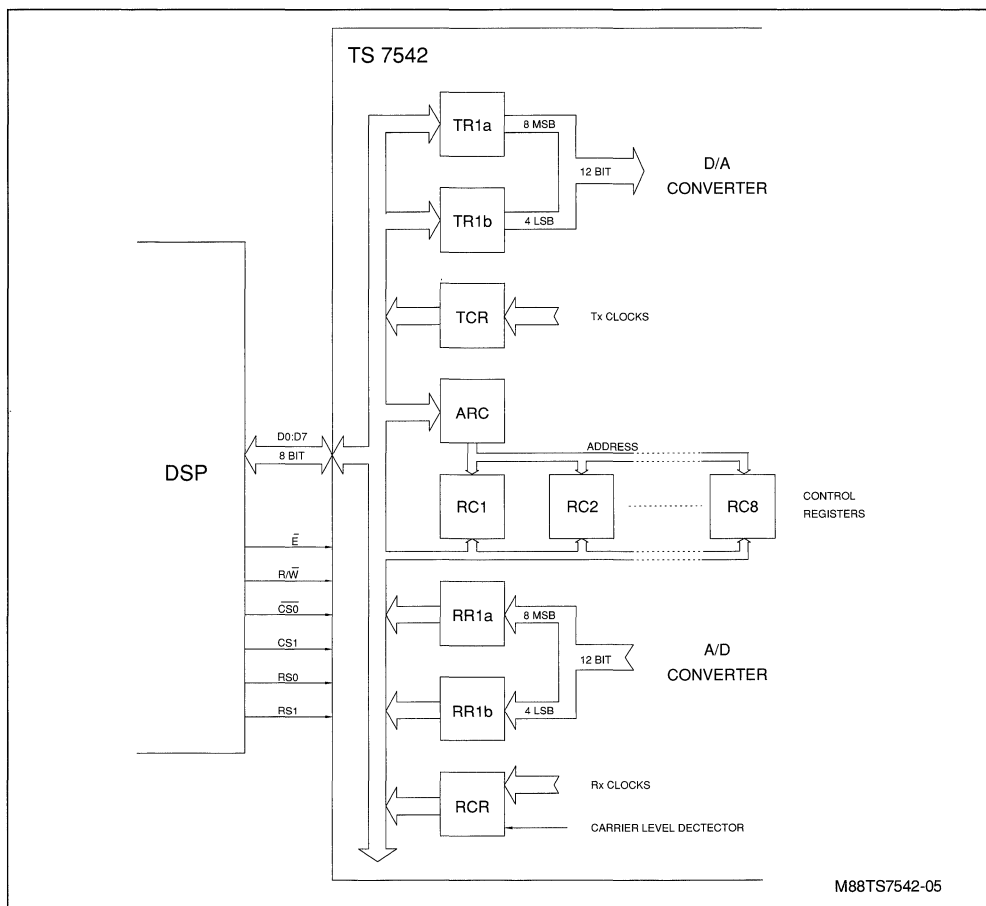 TS 7542
TR1a
8 MSB
12 BIT
D/A
CONVERTER
TR1b
4 LSB
TCR
Tx CLOCKS
ARC
ADDRESS
D0:D7
8 BIT
DSP
RC1
RC2
RC8
CONTROL
REGISTERS
E̅
R/W̅
C̅S̅0̅
CS1
RS0
RS1
RR1a
8 MSB
12 BIT
A/D
CONVERTER
RR1b
4 LSB
RCR
Rx CLOCKS
CARRIER LEVEL DECTECTOR
M88TS7542-05